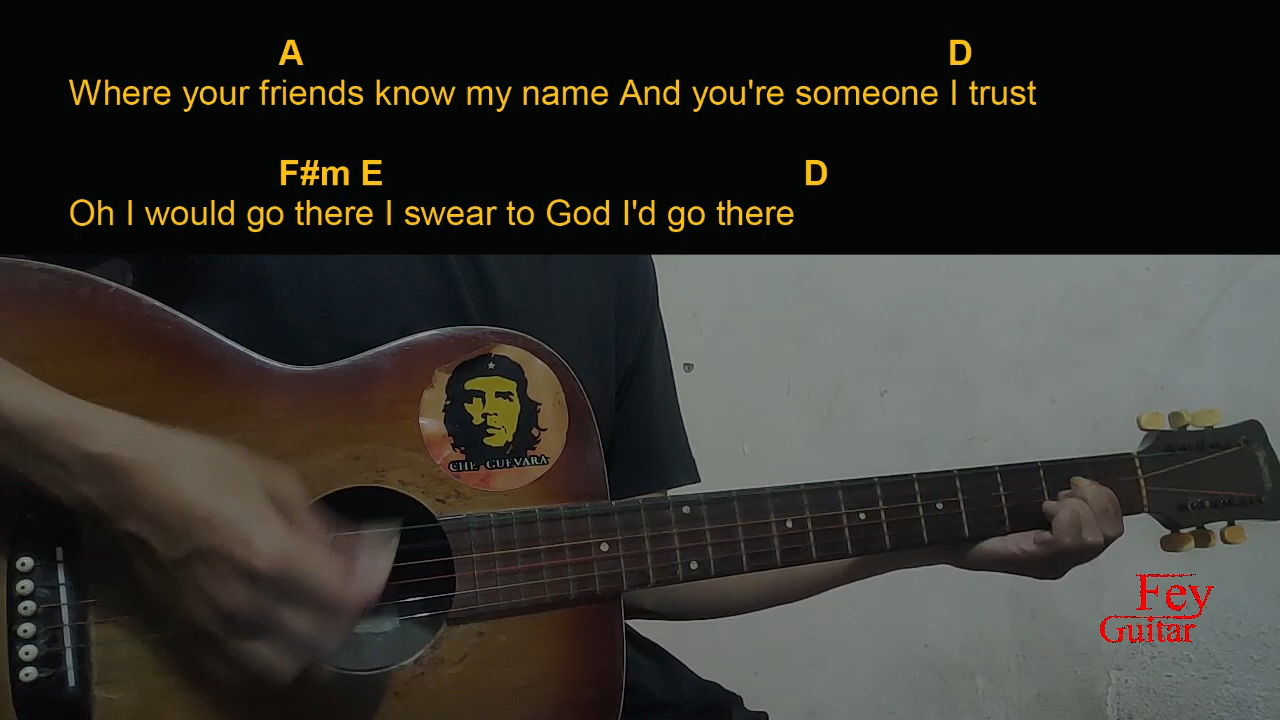 A D
Where your friends know my name And you're someone I trust
F#m E D
Oh I would go there I swear to God I'd go there
CHE GUEVARA
Fey
Guitar